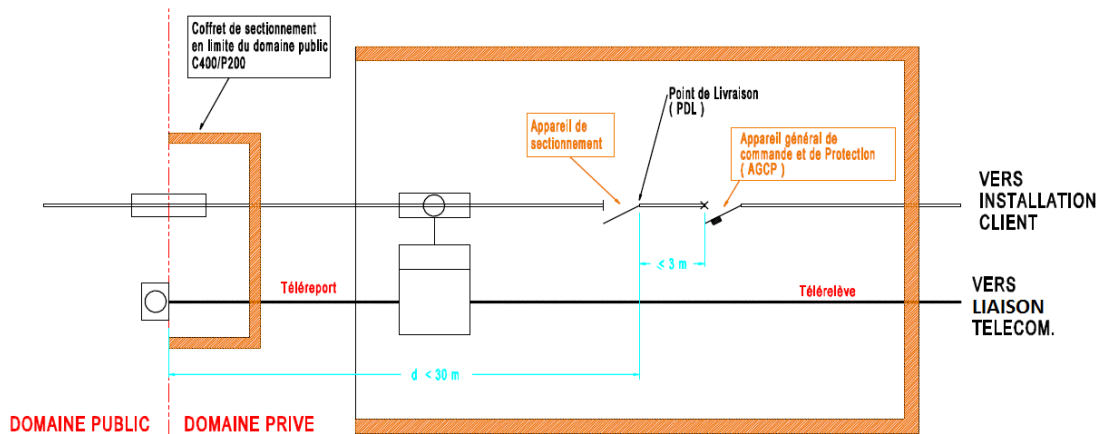 Coffret de sectionnement
en limite du domaine public
C400/P200
Point de Livraison
( PDL )
Appareil de
sectionnement
Appareil général de
commande et de Protection
( AGCP )
VERS
INSTALLATION
CLIENT
≤ 3 m
Téléreport
Télérelève
VERS
LIAISON
TELECOM.
d < 30 m
DOMAINE PUBLIC
DOMAINE PRIVE